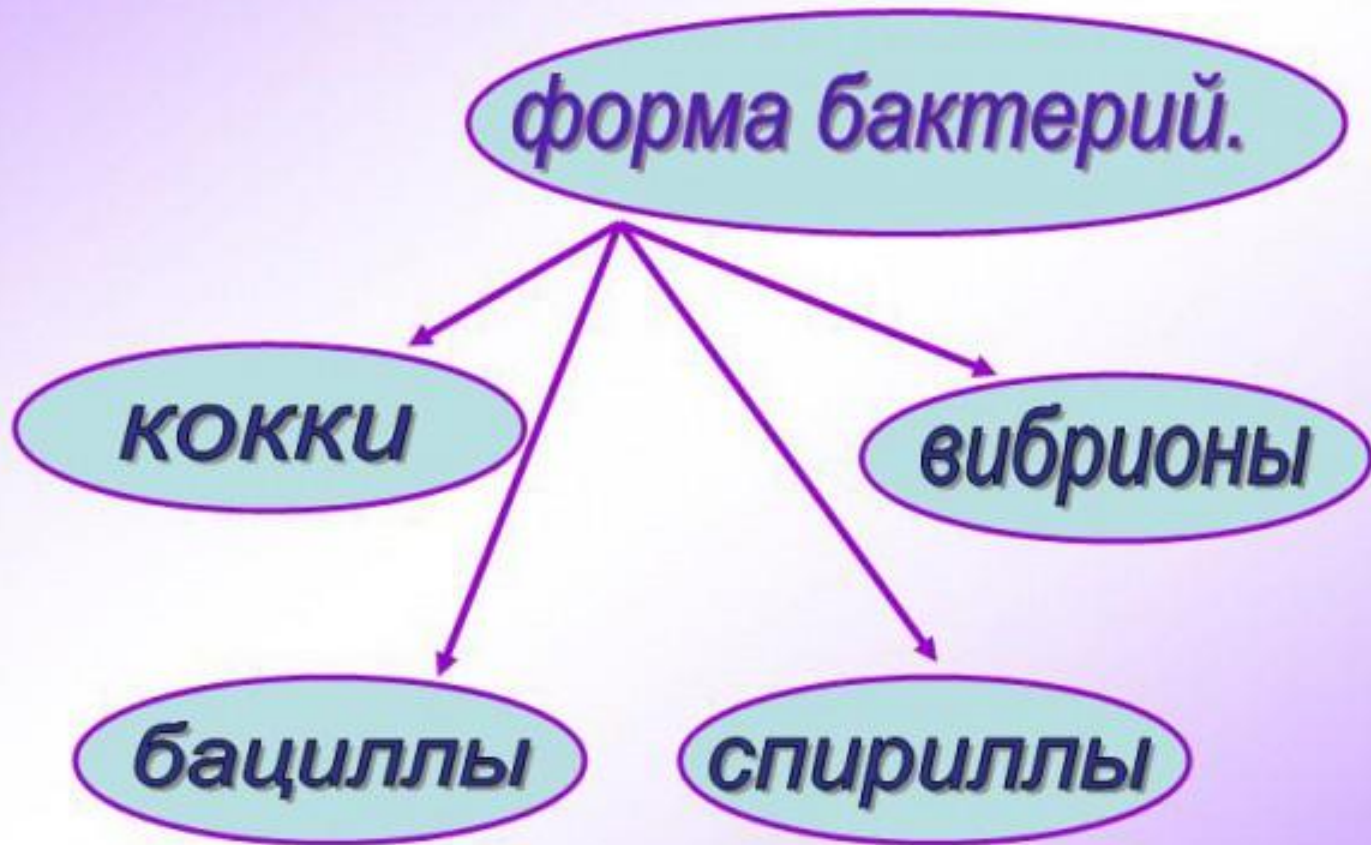 форма бактерий.
кокки
вибрионы
бациллы
спириллы